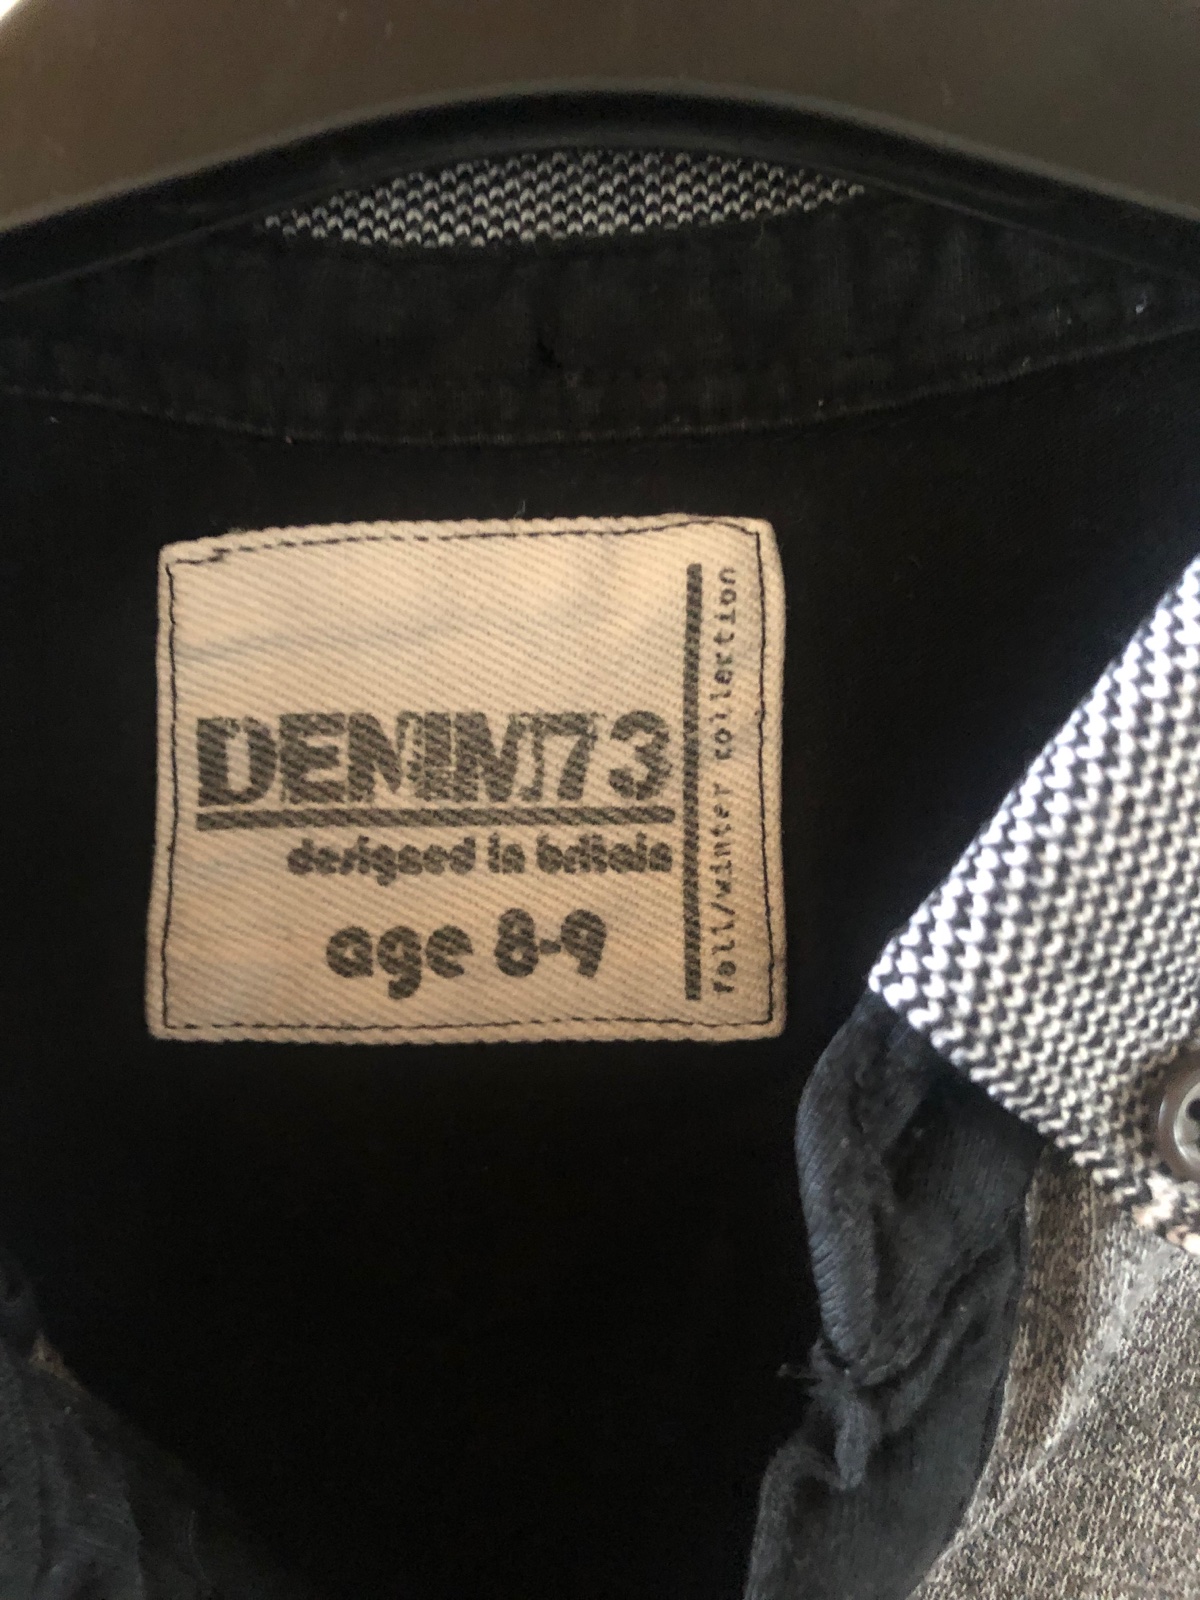 DENIM73
designed in britain
age 8-9
fall/winter collection